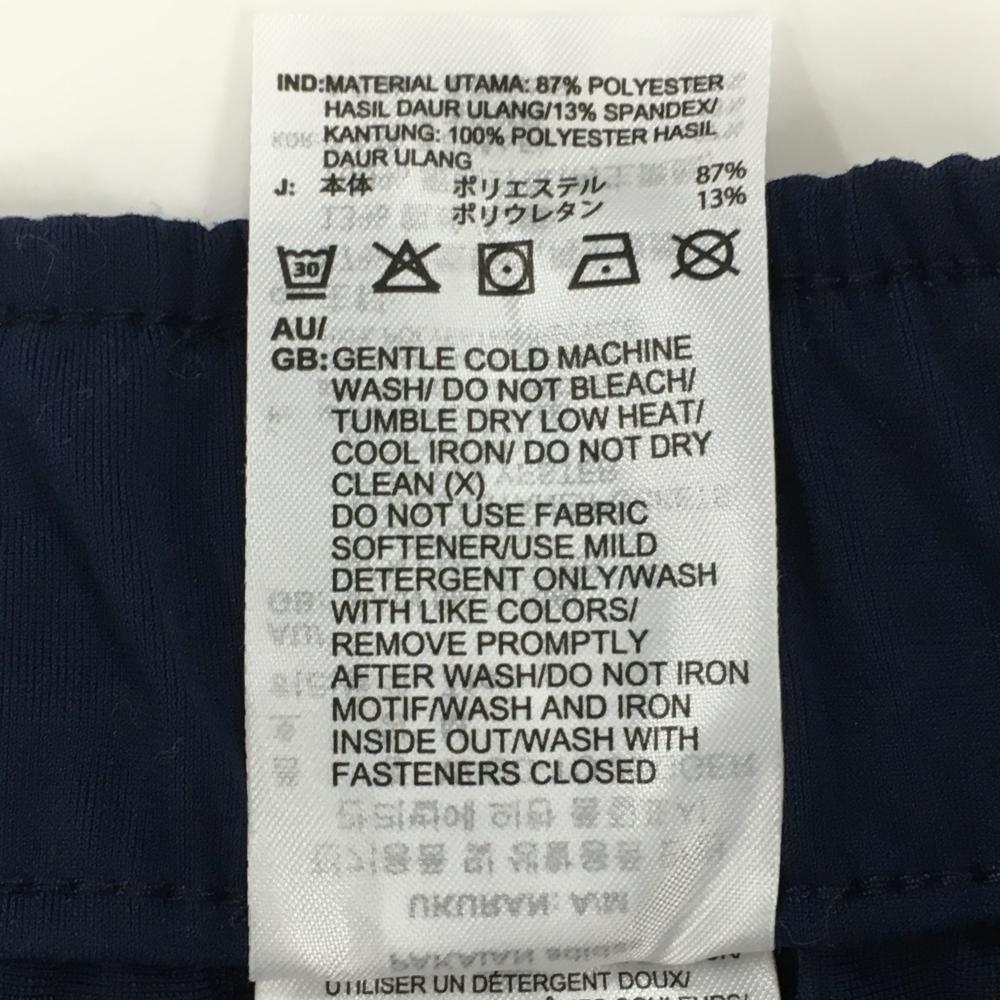 IND:MATERIAL UTAMA: 87% POLYESTER
HASIL DAUR ULANG/13% SPANDEX/
KANTUNG: 100% POLYESTER HASIL
DAUR ULANG
J: 本体 ポリエステル 87%
ポリウレタン 13%
30
AU/
GB:GENTLE COLD MACHINE
WASH/ DO NOT BLEACH/
TUMBLE DRY LOW HEAT/
COOL IRON/ DO NOT DRY
CLEAN (X)
DO NOT USE FABRIC
SOFTENER/USE MILD
DETERGENT ONLY/WASH
WITH LIKE COLORS/
REMOVE PROMPTLY
AFTER WASH/DO NOT IRON
MOTIF/WASH AND IRON
INSIDE OUT/WASH WITH
FASTENERS CLOSED
UTILISER UN DÉTERGENT DOUX/